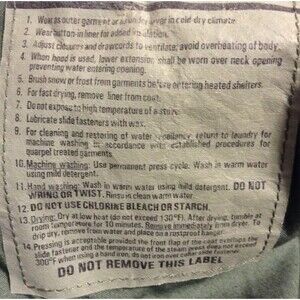 1. Wear as outer garment or as under layer in cold-dry climate.
2. Wear button-in liner for added insulation.
3. Adjust closures and drawcords to ventilate, avoid overheating of body.
4. When hood is used, lower extension shall be worn over neck opening
preventing water entering opening.
5. Brush snow or frost from garments before entering heated shelters.
6. For fast drying, remove liner from coat.
7. Do not expose to high temperature of a stove.
8. Lubricate slide fasteners with wax.
9. For cleaning and restoring of water repellency, return to laundry for
machine washing in accordance with established procedures for
quarpel treated garments.
10. Machine washing: Use permanent press cycle. Wash in warm water
using mild detergent.
11. Hand washing: Wash in warm water using mild detergent. DO NOT
WRING OR TWIST. Rinse in clean warm water.
12. DO NOT USE CHLORINE BLEACH OR STARCH.
13. Drying: Dry at low heat (do not exceed 130°F). After drying, tumble at
room temperature for 10 minutes. Remove immediately from dryer. To
drip dry, remove from water and place on a rustproof hanger.
14. Pressing is acceptable provided the front flap of the coat overlaps the
slide fastener and the temperature of the steam press does not exceed
300°F when using a hand iron, do not iron over slide fastener.
DO NOT REMOVE THIS LABEL